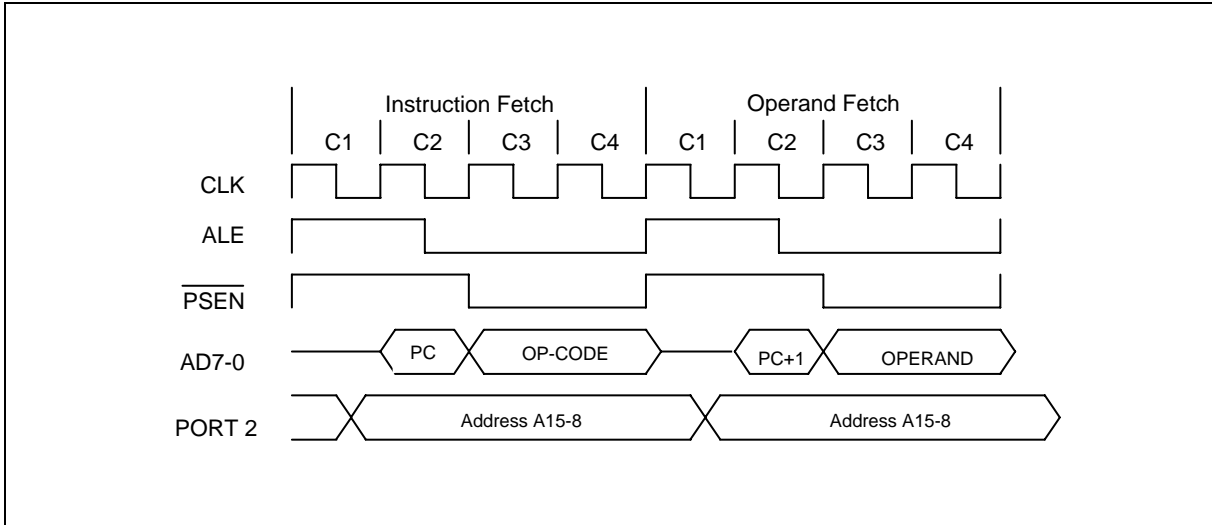 Instruction Fetch Operand Fetch
C1 C2 C3 C4 C1 C2 C3 C4
CLK
ALE
PSEN
AD7-0 PC OP-CODE PC+1 OPERAND
PORT 2 Address A15-8 Address A15-8